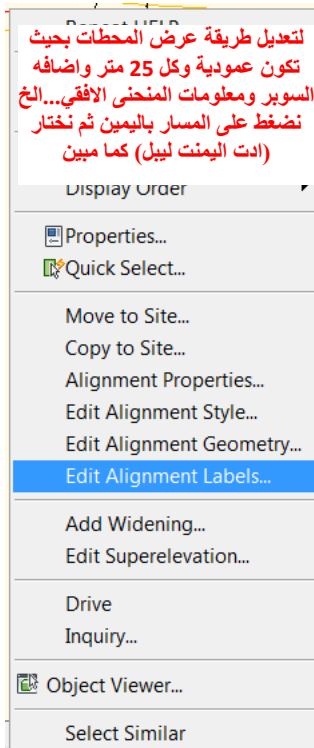 Repeat HELP
لتعديل طريقة عرض المحطات بحيث
تكون عمودية وكل 25 متر واضافه
السوبر ومعلومات المنحنى الافقي...الخ
نضغط على المسار باليمين ثم نختار
(ادت اليمنت ليبل) كما مبين
Display Order
Properties...
Quick Select...
Move to Site...
Copy to Site...
Alignment Properties...
Edit Alignment Style...
Edit Alignment Geometry...
Edit Alignment Labels...
Add Widening...
Edit Superelevation...
Drive
Inquiry...
Object Viewer...
Select Similar